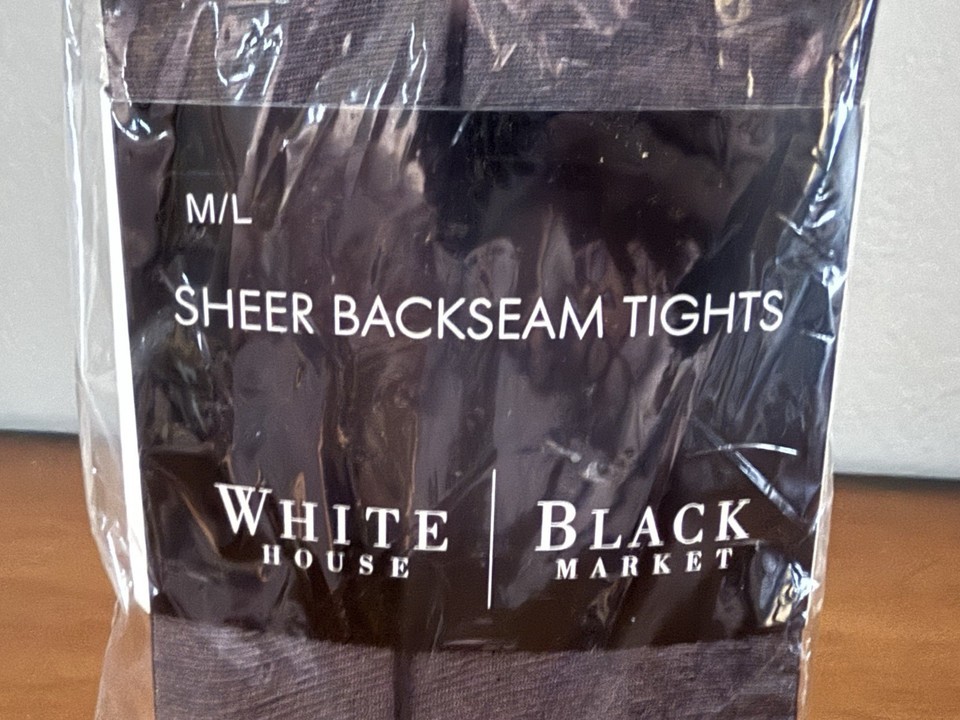 M/L
SHEER BACKSEAM TIGHTS
WHITE | BLACK
HOUSE | MARKET